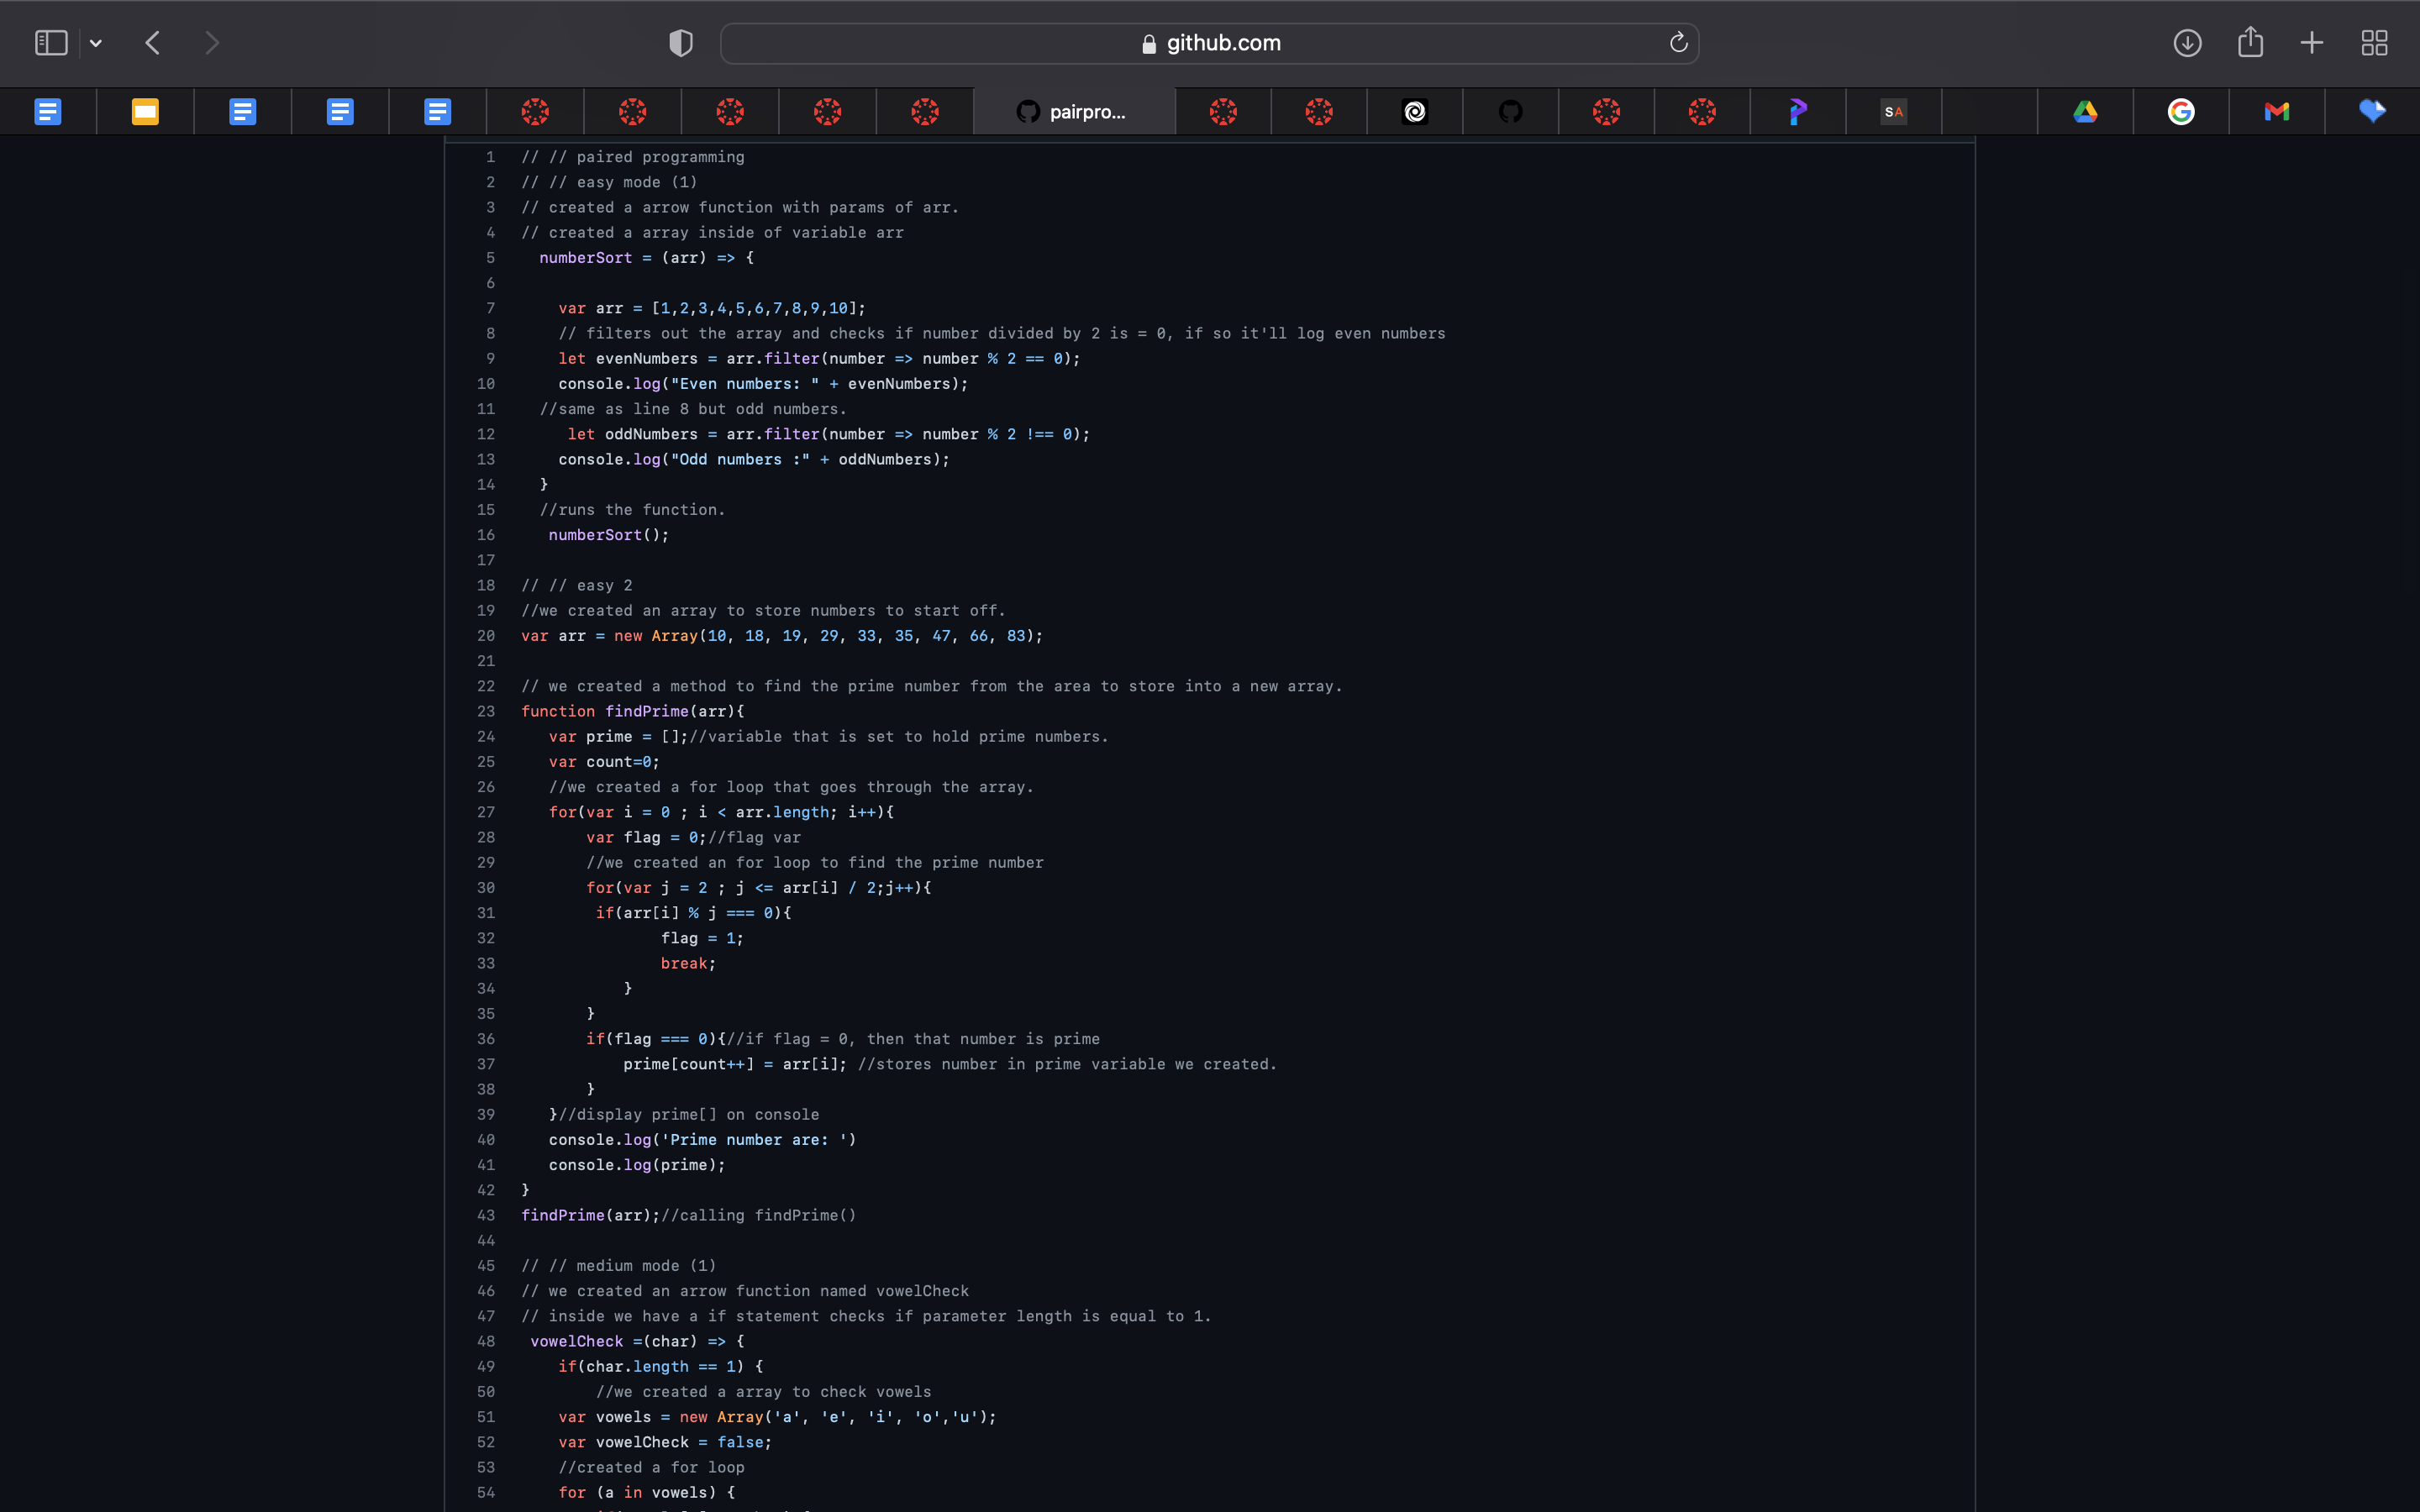 github.com
pairpro...
SA
1 // // paired programming
2 // // easy mode (1)
3 // created a arrow function with params of arr.
4 // created a array inside of variable arr
5 numberSort = (arr) => {
6
7 var arr = [1,2,3,4,5,6,7,8,9,10];
8 // filters out the array and checks if number divided by 2 is = 0, if so it'll log even numbers
9 let evenNumbers = arr.filter(number => number % 2 == 0);
10 console.log("Even numbers: " + evenNumbers);
11 //same as line 8 but odd numbers.
12 let oddNumbers = arr.filter(number => number % 2 !== 0);
13 console.log("Odd numbers :" + oddNumbers);
14 }
15 //runs the function.
16 numberSort();
17
18 // // easy 2
19 //we created an array to store numbers to start off.
20 var arr = new Array(10, 18, 19, 29, 33, 35, 47, 66, 83);
21
22 // we created a method to find the prime number from the area to store into a new array.
23 function findPrime(arr){
24 var prime = [];//variable that is set to hold prime numbers.
25 var count=0;
26 //we created a for loop that goes through the array.
27 for(var i = 0 ; i < arr.length; i++){
28 var flag = 0;//flag var
29 //we created an for loop to find the prime number
30 for(var j = 2 ; j <= arr[i] / 2;j++){
31 if(arr[i] % j === 0){
32 flag = 1;
33 break;
34 }
35 }
36 if(flag === 0){//if flag = 0, then that number is prime
37 prime[count++] = arr[i]; //stores number in prime variable we created.
38 }
39 }//display prime[] on console
40 console.log('Prime number are: ')
41 console.log(prime);
42 }
43 findPrime(arr);//calling findPrime()
44
45 // // medium mode (1)
46 // we created an arrow function named vowelCheck
47 // inside we have a if statement checks if parameter length is equal to 1.
48 vowelCheck =(char) => {
49 if(char.length == 1) {
50 //we created a array to check vowels
51 var vowels = new Array('a', 'e', 'i', 'o','u');
52 var vowelCheck = false;
53 //created a for loop
54 for (a in vowels) {